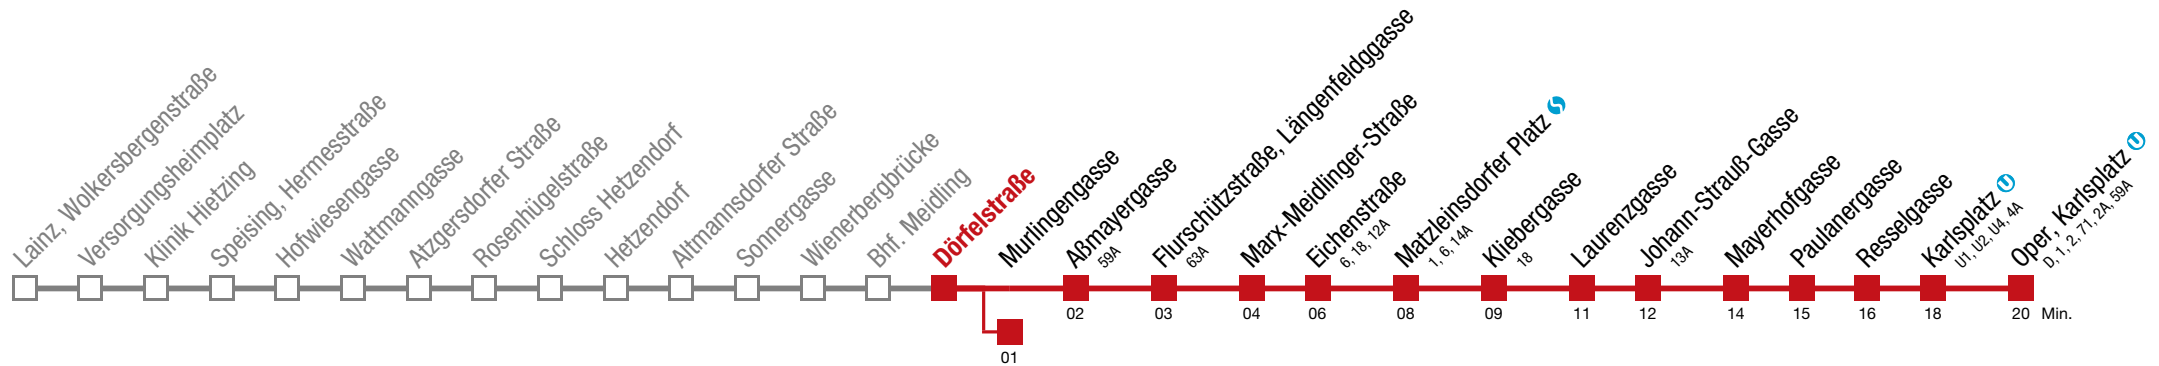 Lainz, Wolkersbergenstraße
Versorgungsheimplatz
Klinik Hietzing
Speising, Hermesstraße
Hofwiesengasse
Wattmanngasse
Atzgersdorfer Straße
Rosenhügelstraße
Schloss Hetzendorf
Hetzendorf
Altmannsdorfer Straße
Sonnergasse
Wienerbergbrücke
Bhf. Meidling
Dörfelstraße
Murlingengasse
Aßmayergasse
59A
Flurschützstraße, Längenfeldggasse
63A
Marx-Meidlinger-Straße
Eichenstraße
6, 18, 12A
Matzleinsdorfer Platz
1, 6, 14A
Kliebergasse
18
Laurenzgasse
Johann-Strauß-Gasse
13A
Mayerhofgasse
Paulanergasse
Resselgasse
Karlsplatz U
U1, U2, U4, 4A
Oper, Karlsplatz U
D, 1, 2, 71, 2A, 59A
02 03 04 06 08 09 11 12 14 15 16 18 20 Min.
01